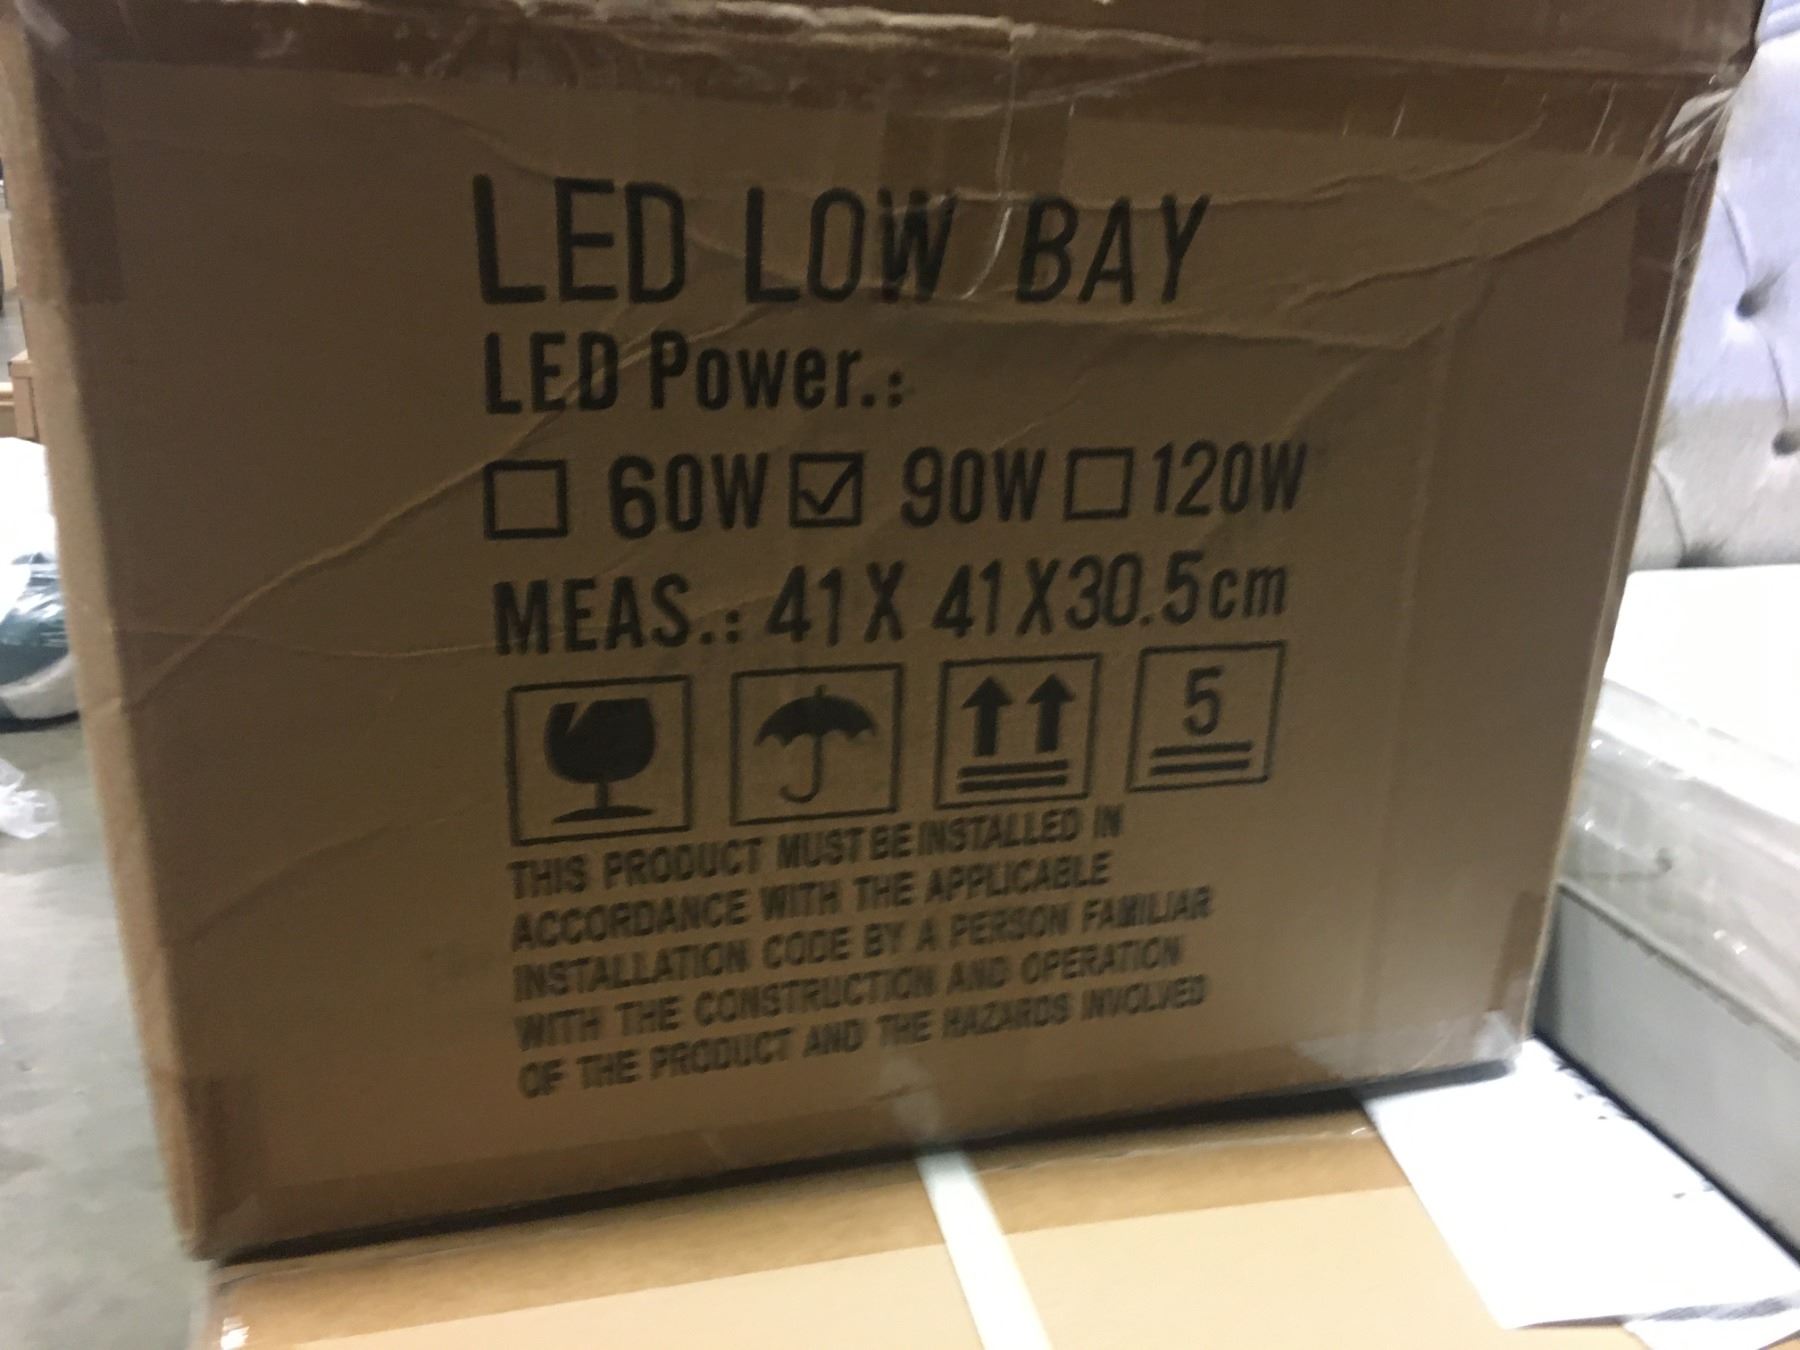 LED LOW BAY
LED Power.:
60W 90W 120W
MEAS.: 41 X 41 X 30.5cm
5
THIS PRODUCT MUST BE INSTALLED IN
ACCORDANCE WITH THE APPLICABLE
INSTALLATION CODE BY A PERSON FAMILIAR
WITH THE CONSTRUCTION AND OPERATION
OF THE PRODUCT AND THE HAZARDS INVOLVED